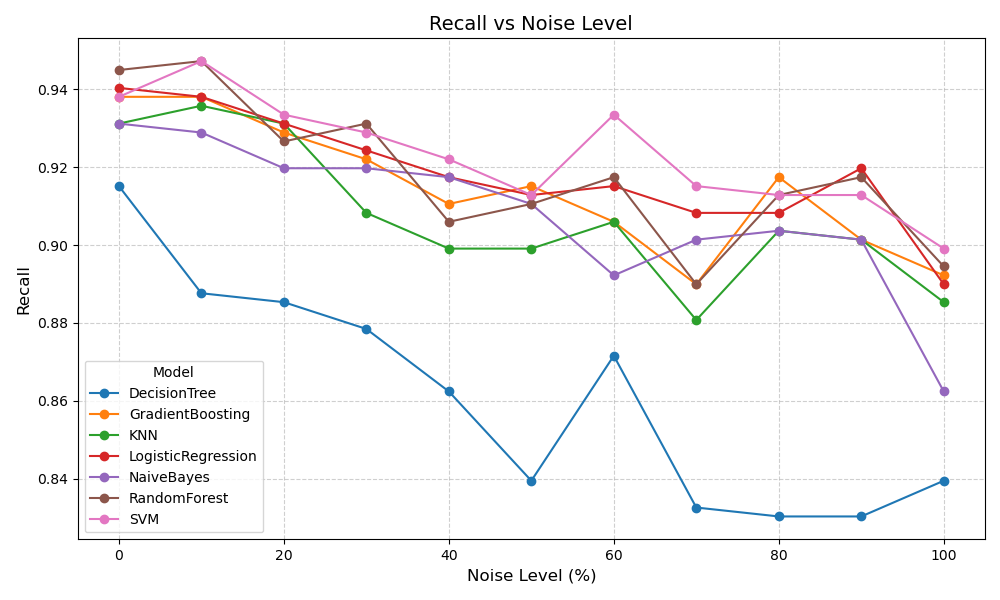 Recall vs Noise Level
Recall
0.94
0.92
0.90
0.88
0.86
0.84
Model
DecisionTree
GradientBoosting
KNN
LogisticRegression
NaiveBayes
RandomForest
SVM
0 20 40 60 80 100
Noise Level (%)